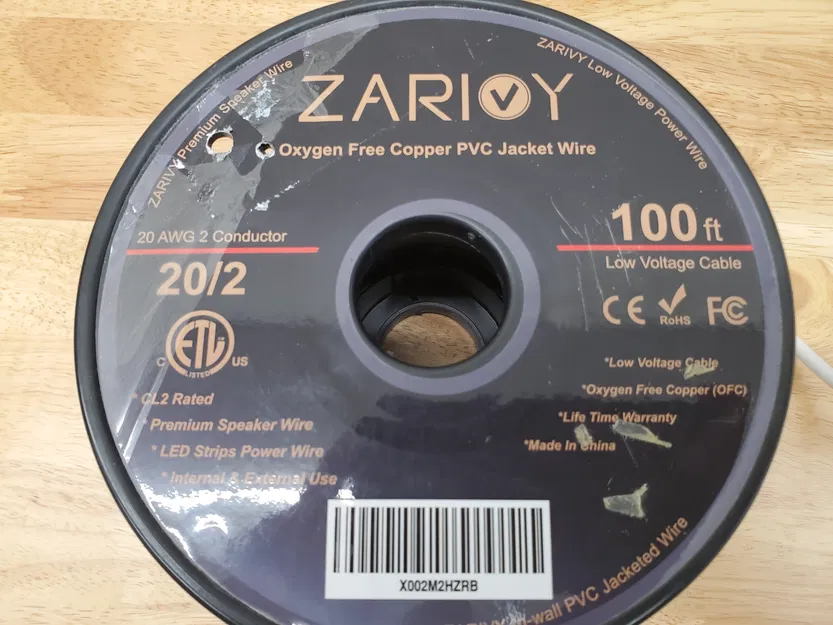 ZARIVY Premium Speaker Wire
ZARIVY Low Voltage Power Wire
ZARIVY
Oxygen Free Copper PVC Jacket Wire
20 AWG 2 Conductor
20/2
100 ft
Low Voltage Cable
C ETL US
LISTED
CE
RoHS
FC
* CL2 Rated
* Premium Speaker Wire
* LED Strips Power Wire
* Internal & External Use
*Low Voltage Cable
*Oxygen Free Copper (OFC)
*Life Time Warranty
*Made In China
X002M2HZRB
in-wall PVC Jacketed Wire